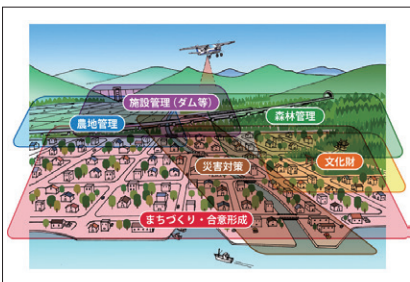 施設管理（ダム等）
農地管理
森林管理
災害対策
文化財
まちづくり・合意形成